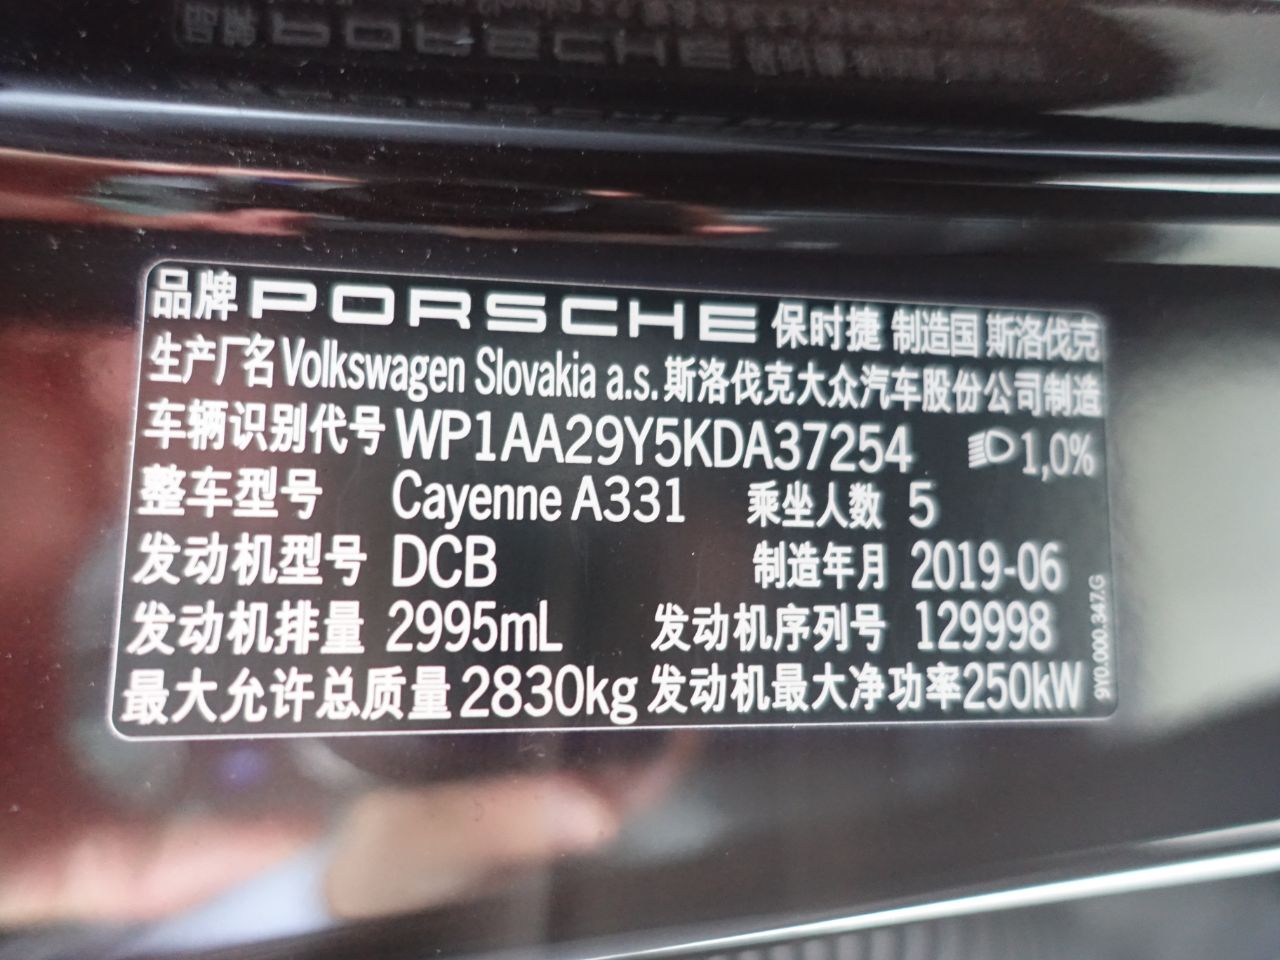 品牌 PORSCHE 保时捷 制造国 斯洛伐克
生产厂名 Volkswagen Slovakia a.s. 斯洛伐克大众汽车股份公司制造
车辆识别代号 WP1AA29Y5KDA37254 1,0%
整车型号 Cayenne A331 乘坐人数 5
发动机型号 DCB 制造年月 2019-06
发动机排量 2995mL 发动机序列号 129998
最大允许总质量 2830kg 发动机最大净功率 250kW
9Y0.000.347.G